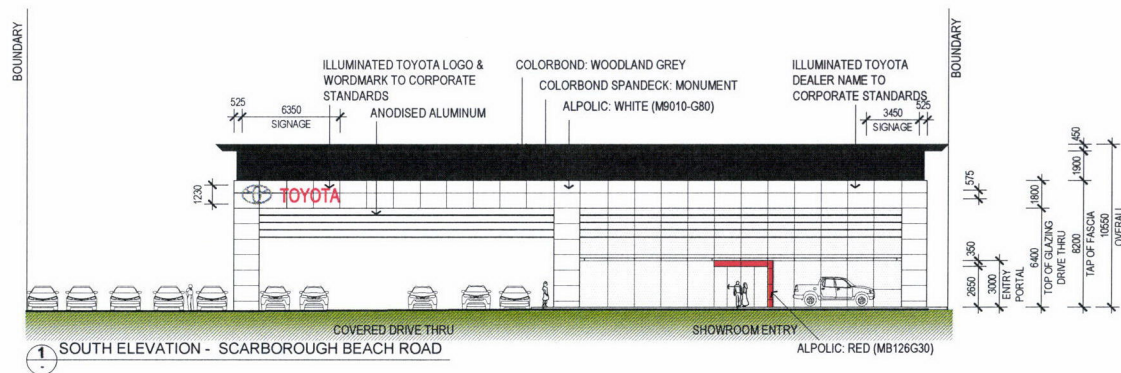 BOUNDARY
BOUNDARY
ILLUMINATED TOYOTA LOGO &
WORDMARK TO CORPORATE
STANDARDS
COLORBOND: WOODLAND GREY
COLORBOND SPANDECK: MONUMENT
ALPOLIC: WHITE (M9010-G80)
ANODISED ALUMINUM
ILLUMINATED TOYOTA
DEALER NAME TO
CORPORATE STANDARDS
525
6350
SIGNAGE
3450
SIGNAGE
525
1230
TOYOTA
575
350
2650
3000
ENTRY
PORTAL
1800
6400
TOP OF GLAZING
DRIVE THRU
450
1900
8200
TAP OF FASCIA
10550
OVERALL
COVERED DRIVE THRU
SHOWROOM ENTRY
ALPOLIC: RED (MB126G30)
1
-
SOUTH ELEVATION - SCARBOROUGH BEACH ROAD